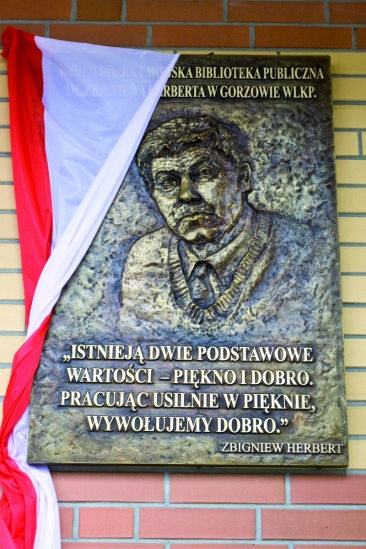 MIEJSKA BIBLIOTEKA PUBLICZNA
HERBERTA W GORZOWIE WLKP.
„ISTNIEJĄ DWIE PODSTAWOWE
WARTOŚCI – PIĘKNO I DOBRO.
PRACUJĄC USILNIE W PIĘKNIE,
WYWOŁUJEMY DOBRO.”
ZBIGNIEW HERBERT